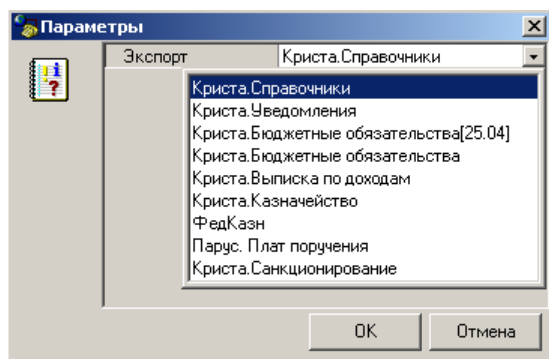 Параметры
Экспорт Криста.Справочники
Криста.Справочники
Криста.Уведомления
Криста.Бюджетные обязательства[25.04]
Криста.Бюджетные обязательства
Криста.Выписка по доходам
Криста.Казначейство
ФедКазн
Парус. Плат поручения
Криста.Санкционирование
OK Отмена